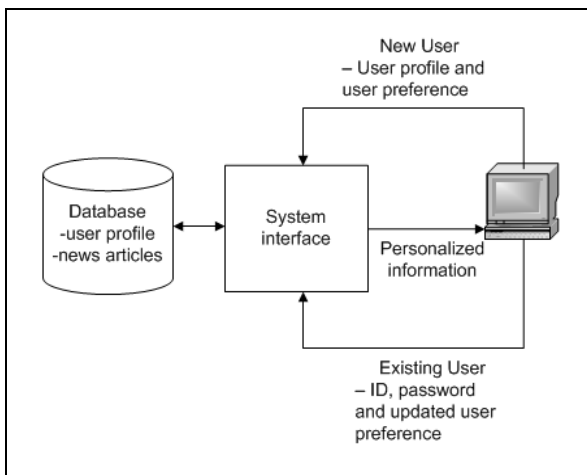 New User
– User profile and
user preference
Database
-user profile
-news articles
System
interface
Personalized
information
Existing User
– ID, password
and updated user
preference